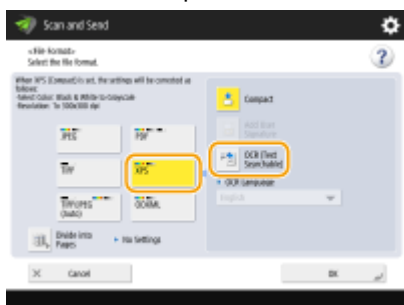 Scan and Send
<File Format>
Select the file format.
When XPS (Compact) is set, the settings will be corrected as
follows:
-Select Color: Black & White to Grayscale
-Resolution: To 300x300 dpi
Compact
JPEG
PDF
Add User
Signature
TIFF
XPS
OCR (Text
Searchable)
OCR Language
English
TIFF/JPEG
(Auto)
OOXML
Divide into
Pages
No Settings
Cancel
OK